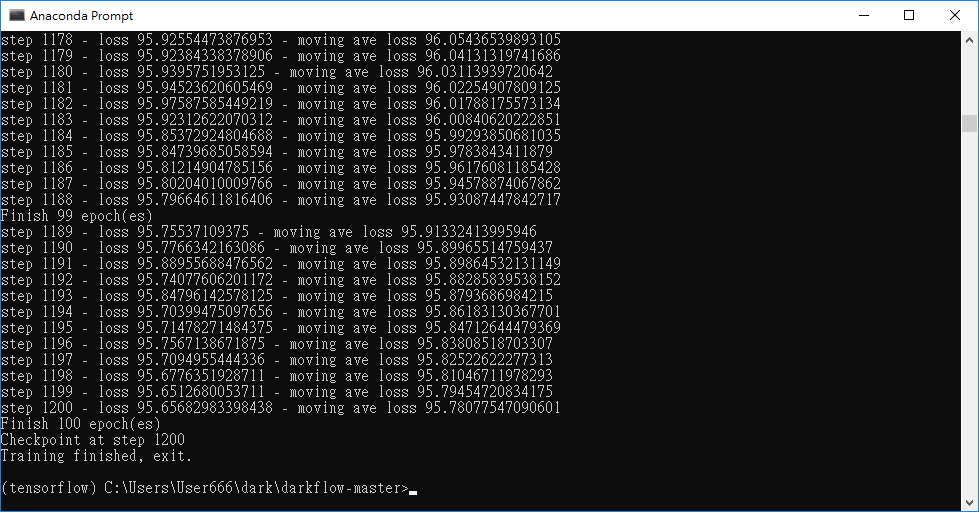 Anaconda Prompt
step 1178 - loss 95.92554473876953 - moving ave loss 96.05436539893105
step 1179 - loss 95.92384338378906 - moving ave loss 96.04131319741686
step 1180 - loss 95.9395751953125 - moving ave loss 96.03113939720642
step 1181 - loss 95.94523620605469 - moving ave loss 96.02254907809125
step 1182 - loss 95.97587585449219 - moving ave loss 96.01788175573134
step 1183 - loss 95.92312622070312 - moving ave loss 96.00840620222851
step 1184 - loss 95.85372924804688 - moving ave loss 95.99293850681035
step 1185 - loss 95.84739685058594 - moving ave loss 95.9783843411879
step 1186 - loss 95.81214904785156 - moving ave loss 95.96176081185428
step 1187 - loss 95.80204010009766 - moving ave loss 95.94578874067862
step 1188 - loss 95.79664611816406 - moving ave loss 95.93087447842717
Finish 99 epoch(es)
step 1189 - loss 95.75537109375 - moving ave loss 95.91332413995946
step 1190 - loss 95.7766342163086 - moving ave loss 95.89965514759437
step 1191 - loss 95.88955688476562 - moving ave loss 95.89864532131149
step 1192 - loss 95.74077606201172 - moving ave loss 95.88285839538152
step 1193 - loss 95.84796142578125 - moving ave loss 95.8793686984215
step 1194 - loss 95.70399475097656 - moving ave loss 95.86183130367701
step 1195 - loss 95.71478271484375 - moving ave loss 95.84712644479369
step 1196 - loss 95.7567138671875 - moving ave loss 95.83808518703307
step 1197 - loss 95.7094955444336 - moving ave loss 95.82522622277313
step 1198 - loss 95.6776351928711 - moving ave loss 95.81046711978293
step 1199 - loss 95.6512680053711 - moving ave loss 95.79454720834175
step 1200 - loss 95.65682983398438 - moving ave loss 95.78077547090601
Finish 100 epoch(es)
Checkpoint at step 1200
Training finished, exit.
(tensorflow) C:\Users\User666\dark\darkflow-master>